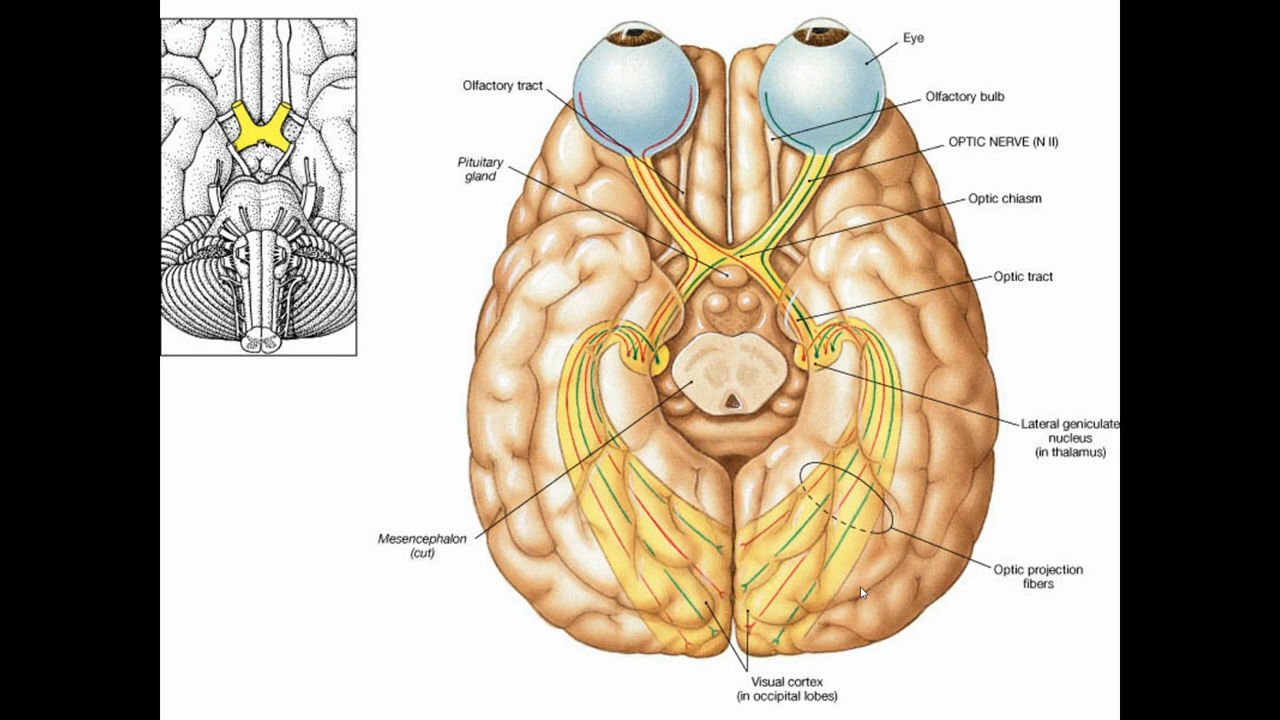 Eye
Olfactory tract
Olfactory bulb
OPTIC NERVE (N II)
Pituitary
gland
Optic chiasm
Optic tract
Lateral geniculate
nucleus
(in thalamus)
Mesencephalon
(cut)
Optic projection
fibers
Visual cortex
(in occipital lobes)